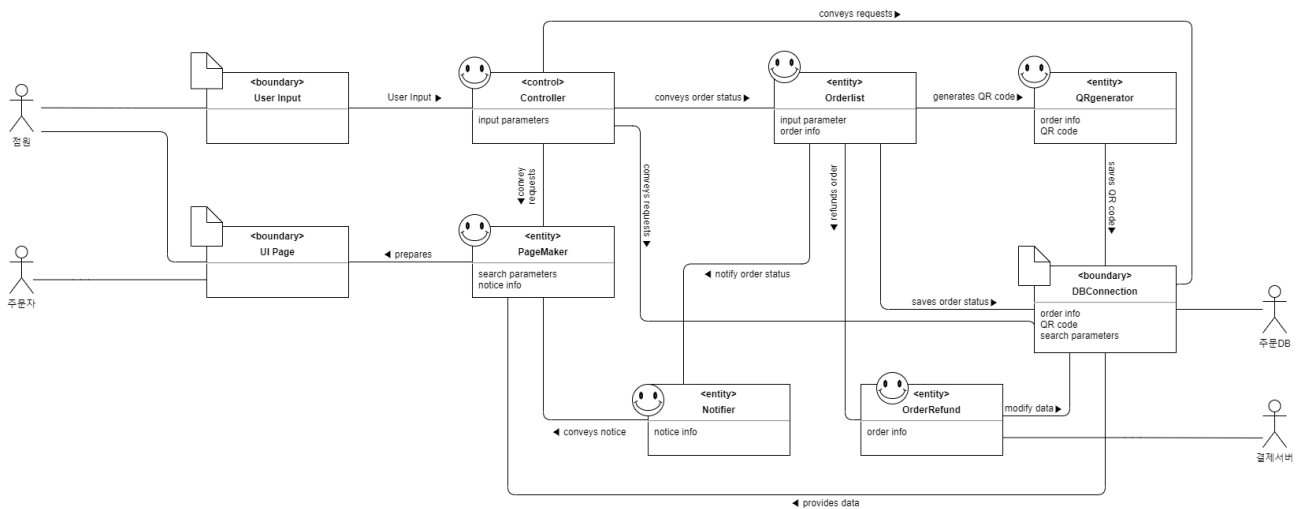 conveys requests ▶
<boundary>
User Input
User Input ▶
<control>
Controller
input parameters
conveys order status ▶
<entity>
Orderlist
input parameter
order info
generates QR code ▶
<entity>
QRgenerator
order info
QR code
점원
◀ convey
requests
conveys requests ▶
▶ refunds order
saves QR code ▶
<boundary>
UI Page
◀ prepares
<entity>
PageMaker
search parameters
notice info
주문자
◀ notify order status
saves order status ▶
<boundary>
DBConnection
order info
QR code
search parameters
주문DB
<entity>
Notifier
notice info
◀ conveys notice
<entity>
OrderRefund
order info
modify data ▶
결제서버
◀ provides data